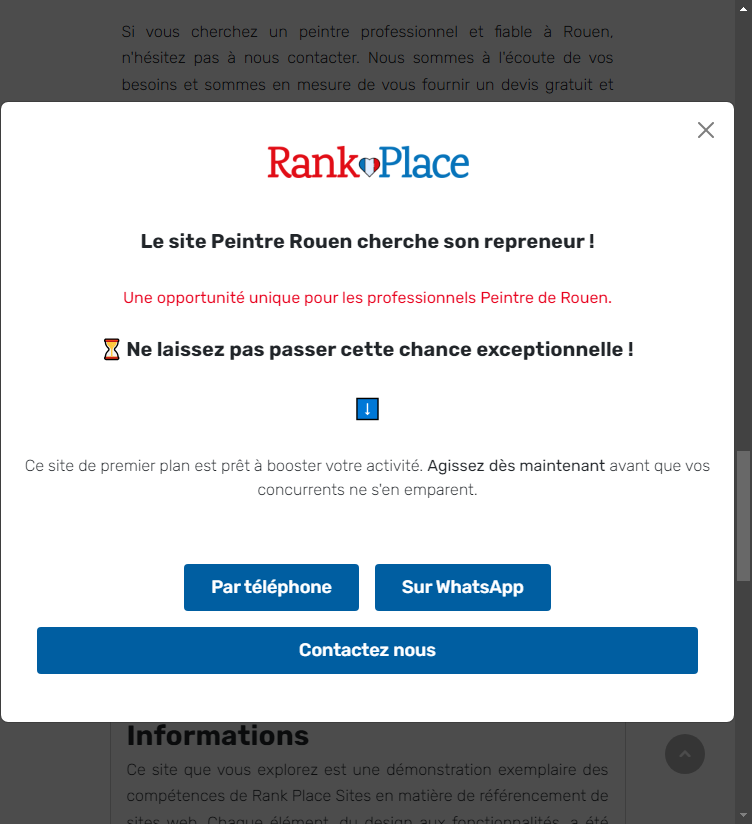 Si vous cherchez un peintre professionnel et fiable à Rouen,
n'hésitez pas à nous contacter. Nous sommes à l'écoute de vos
besoins et sommes en mesure de vous fournir un devis gratuit et
Rank Place
Le site Peintre Rouen cherche son repreneur !
Une opportunité unique pour les professionnels Peintre de Rouen.
⏳ Ne laissez pas passer cette chance exceptionnelle !
Ce site de premier plan est prêt à booster votre activité. Agissez dès maintenant avant que vos
concurrents ne s'en emparent.
Par téléphone
Sur WhatsApp
Contactez nous
Informations
Ce site que vous explorez est une démonstration exemplaire des
compétences de Rank Place Sites en matière de référencement de
sites web. Chaque élément, du design aux fonctionnalités, a été